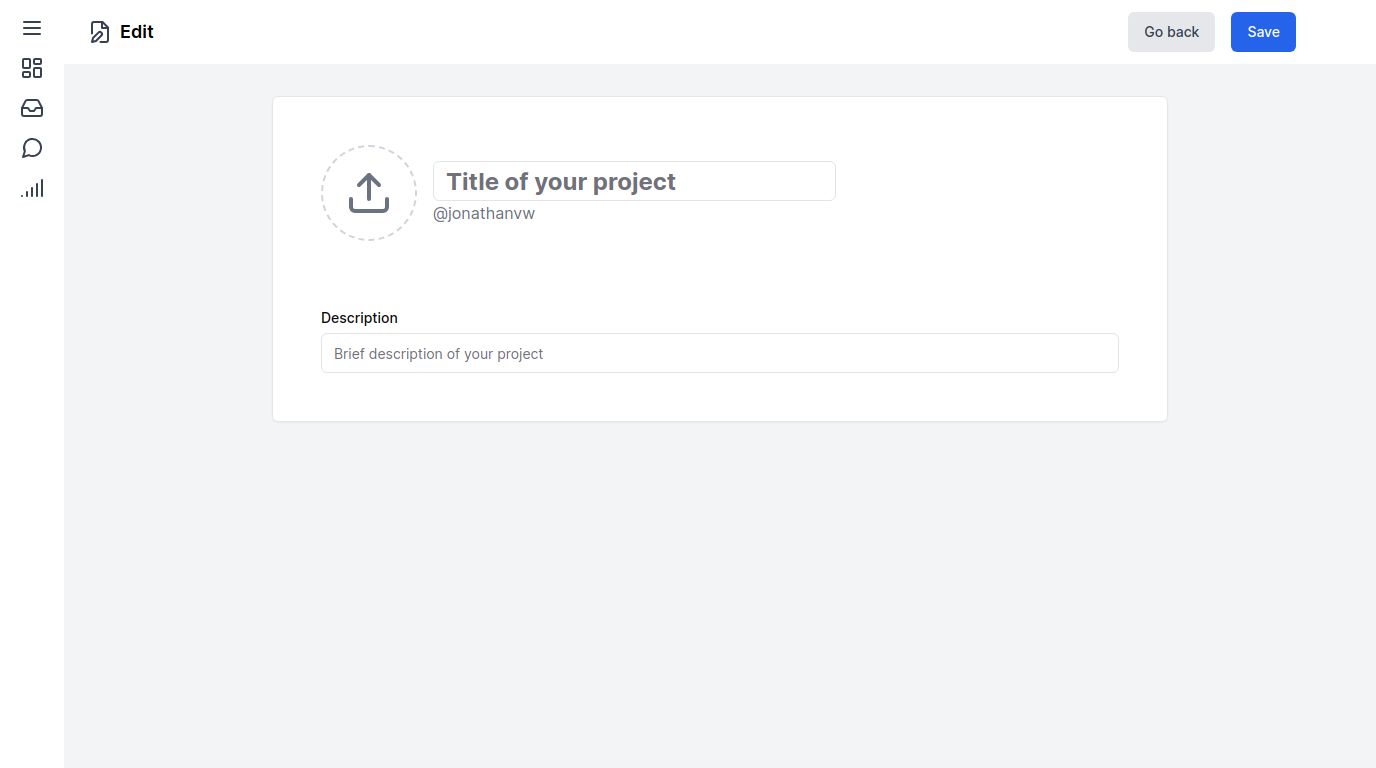 Edit
Go back
Save
Title of your project
@jonathanvw
Description
Brief description of your project